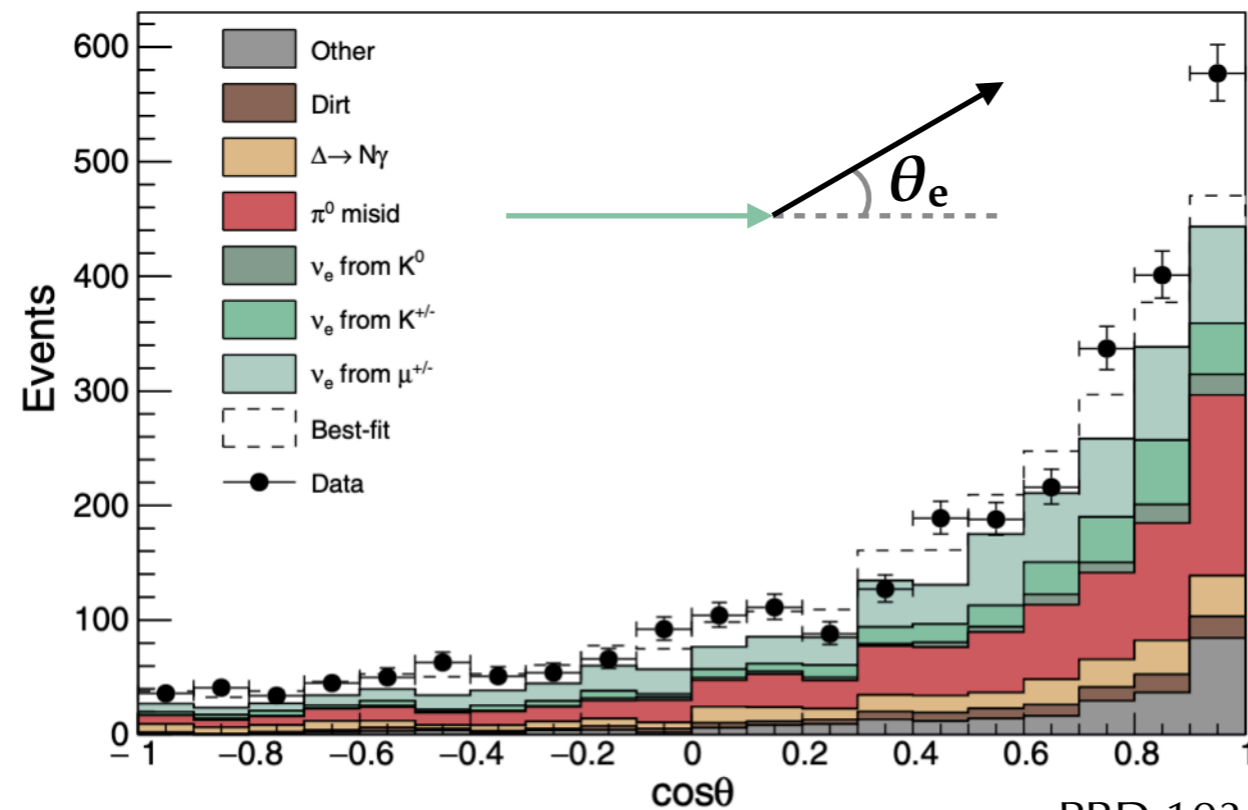 600
500
400
300
200
100
0
Events
Other
Dirt
Δ→ Nγ
π⁰ misid
νₑ from K⁰
νₑ from K⁺/⁻
νₑ from μ⁺/⁻
Best-fit
Data
θₑ
−1 −0.8 −0.6 −0.4 −0.2 0 0.2 0.4 0.6 0.8 1
cosθ